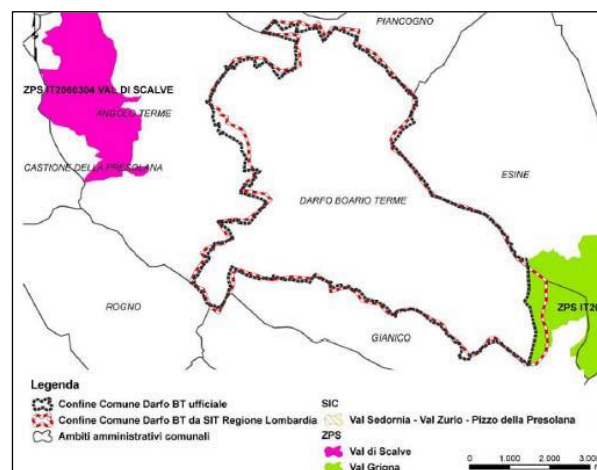 PIANCOGNO
ZPS IT2060304 VAL DI SCALVE
ANGOLO TERME
CASTIONE DELLA PRESOLANA
ESINE
DARFO BOARIO TERME
ROGNO
ZPS IT20
GIANICO
Legenda
Confine Comune Darfo BT ufficiale
Confine Comune Darfo BT da SIT Regione Lombardia
Ambiti amministrativi comunali
SIC
Val Sedornia - Val Zurio - Pizzo della Presolana
ZPS
Val di Scalve
Val Grigna
0 1.000 2.000 3.000